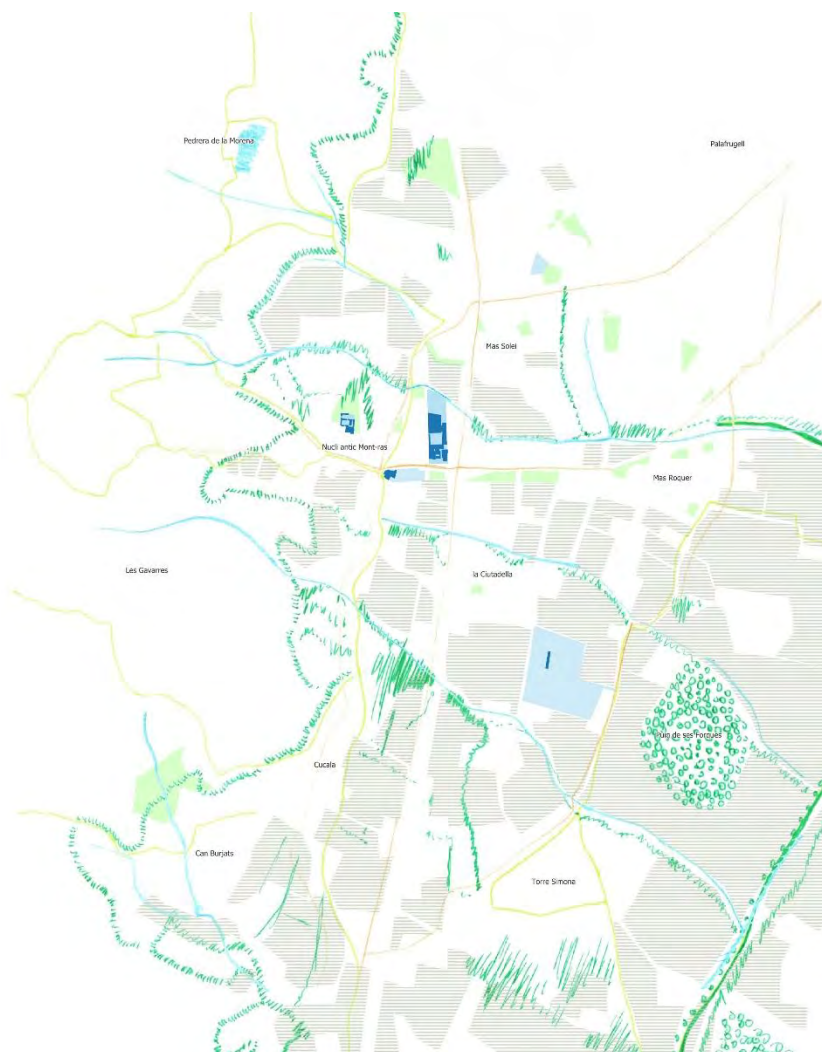 Pedrera de la Morena
Palafrugell
Mas Solei
Nucli antic Mont-ras
Mas Roquer
Les Gavarres
la Ciutadella
Puig de ses Forques
Cucala
Can Burjats
Torre Simona